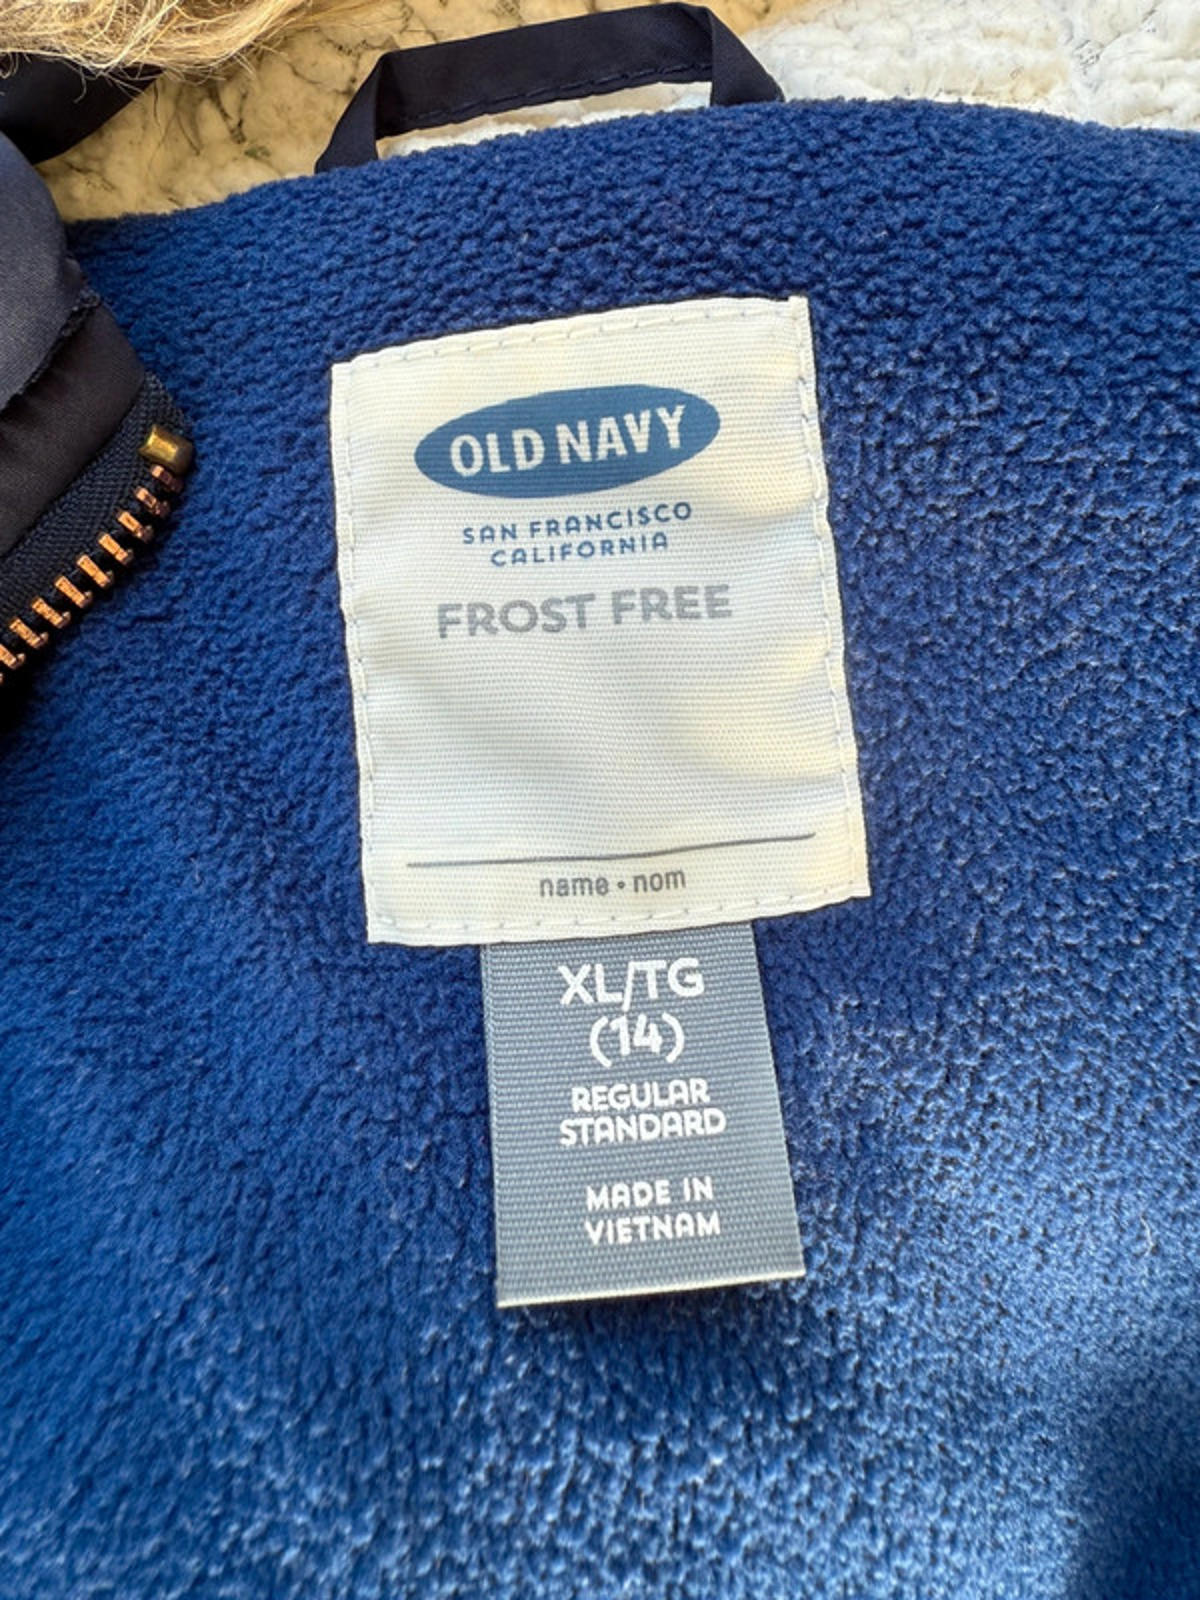 OLD NAVY
SAN FRANCISCO
CALIFORNIA
FROST FREE
name • nom
XL/TG
(14)
REGULAR
STANDARD
MADE IN
VIETNAM